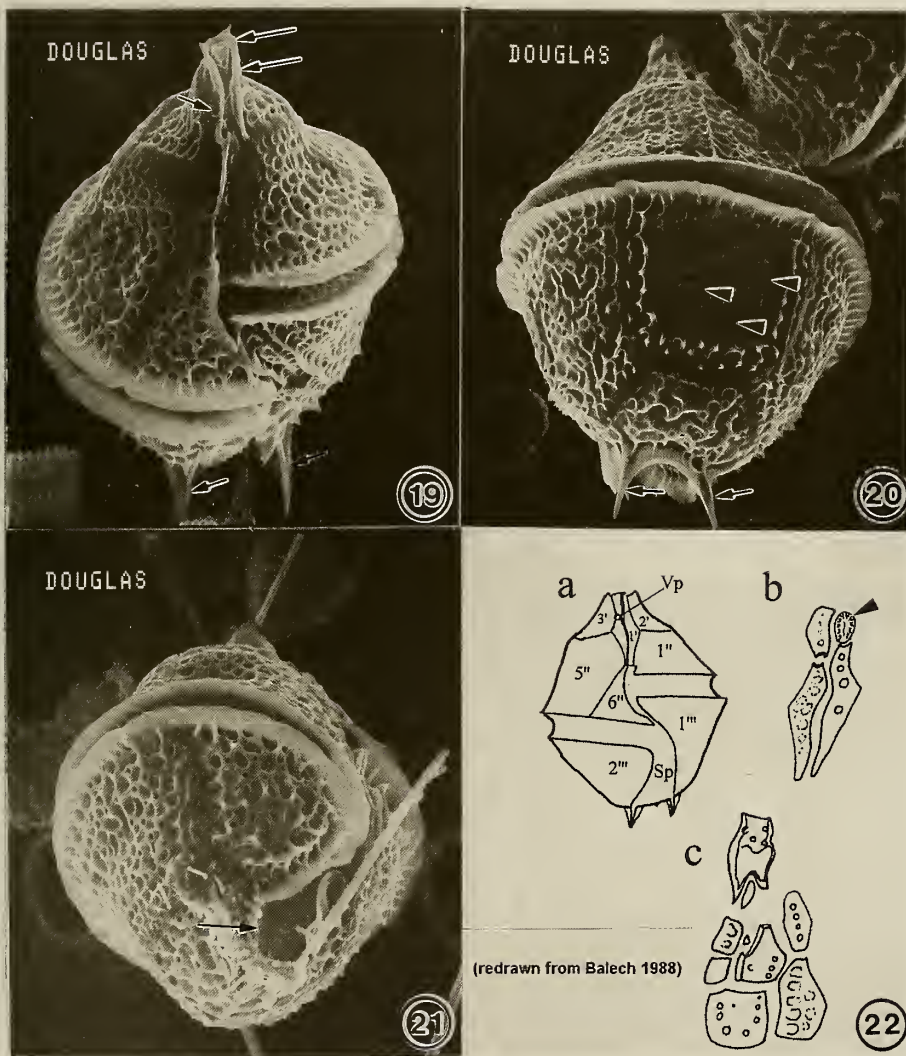 DOUGLAS
19
DOUGLAS
20
DOUGLAS
21
a
Vp
3'
2'
1'
1"
5"
6"
1'''
2'''
Sp
b
c
c
(redrawn from Balech 1988)
22